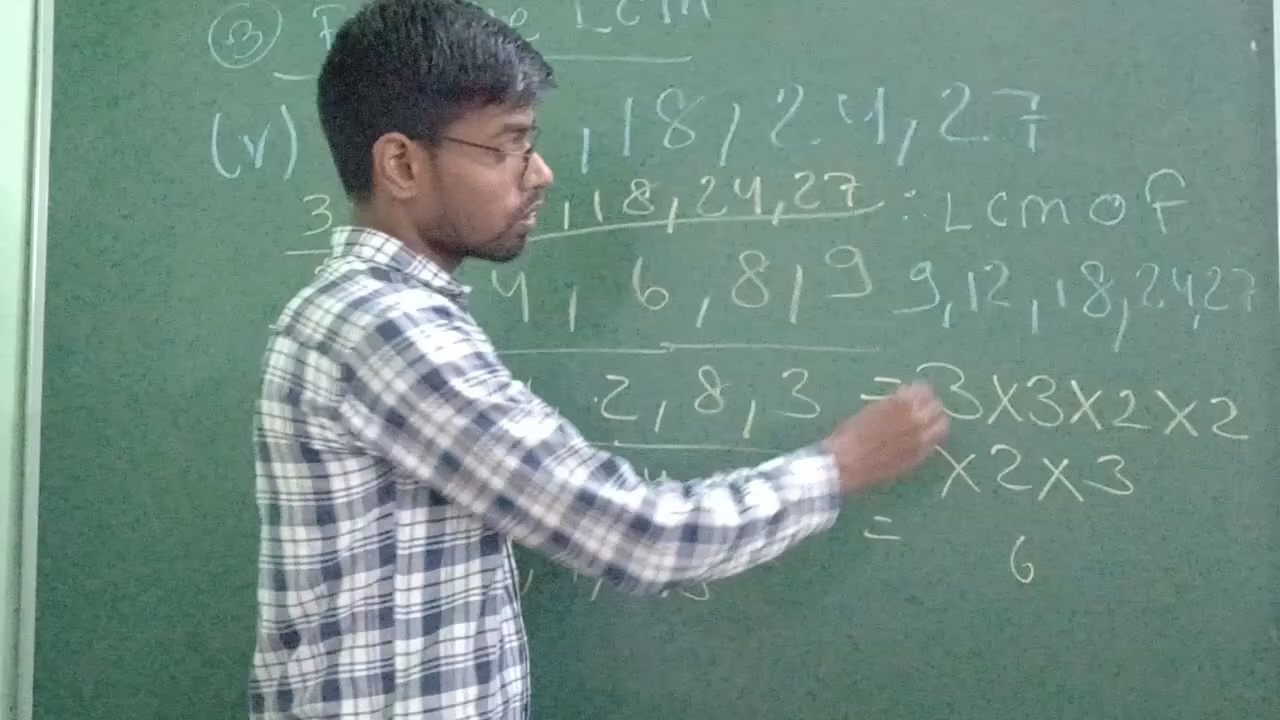 (B) LCM
(v) ,18,24,27
3 ,18,24,27
4, 6,8,9
2,8,3
∴ LCM of
9,12,18,24,27
= 3×3×2×2
×2×3
= 6